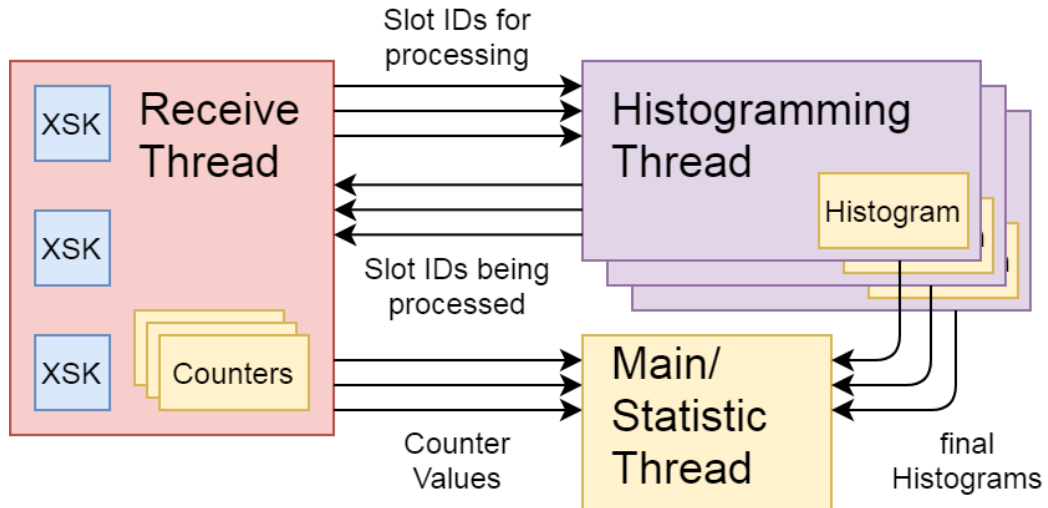 Slot IDs for
processing
XSK
Receive
Thread
Histogramming
Thread
Histogram
XSK
Slot IDs being
processed
XSK
Counters
Main/
Statistic
Thread
Counter
Values
final
Histograms